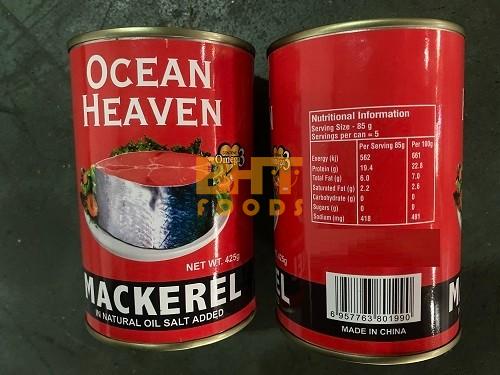 OCEAN
HEAVEN
CONTAINS
Omega 3
NET WT. 425g
MACKEREL
IN NATURAL OIL SALT ADDED
BHT
FOODS
Nutritional Information
Serving Size - 85 g
Servings per can = 5
Per Serving 85g Per 100g
Energy (kj) 562 661
Protein (g) 19.4 22.8
Total Fat (g) 6.0 7.0
Saturated Fat (g) 2.2 2.6
Carbohydrate (g) 0 0
Sugars (g) 0 0
Sodium (mg) 418 491
425g
6 957763 801990
MADE IN CHINA